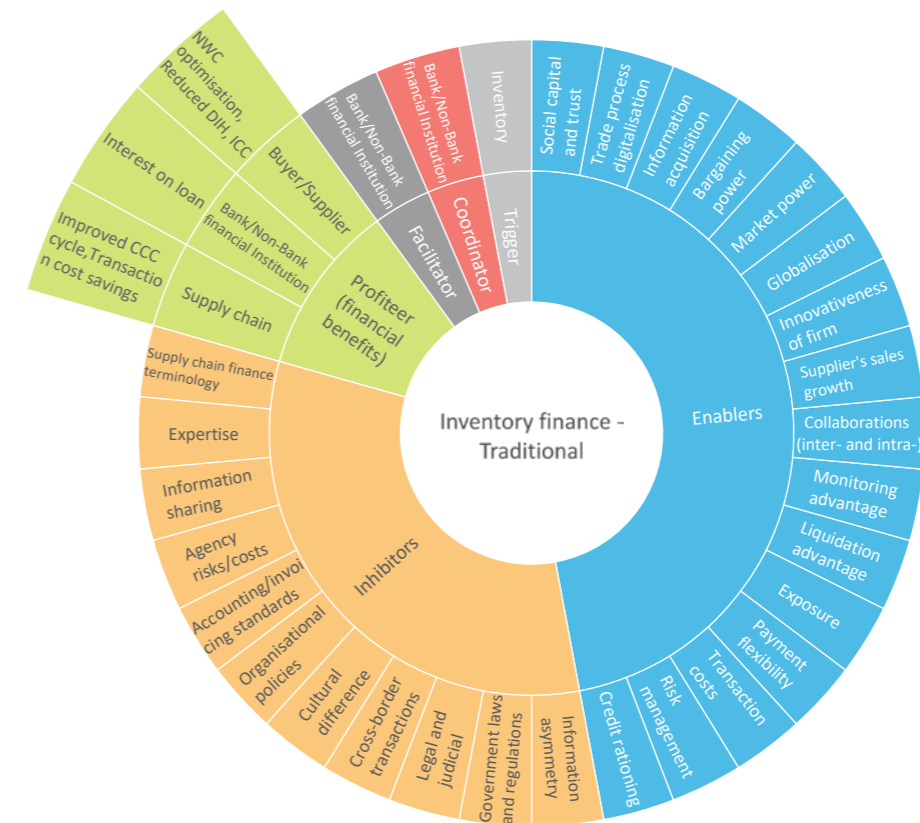 Inventory finance -
Traditional
Enablers
Social capital
and trust
Trade process
digitalisation
Information
acquisition
Bargaining
power
Market power
Globalisation
Innovativeness
of firm
Supplier's sales
growth
Collaborations
(inter- and intra-)
Monitoring
advantage
Liquidation
advantage
Exposure
Payment
flexibility
Transaction
costs
Risk
management
Credit rationing
Inhibitors
Information
asymmetry
Government laws
and regulations
Legal and
judicial
Cross-border
transactions
Cultural
difference
Organisational
policies
Accounting/invoi
cing standards
Agency
risks/costs
Information
sharing
Expertise
Supply chain finance
terminology
Profiteer
(financial
benefits)
Supply chain
Improved CCC
cycle,Transactio
n cost savings
Bank/Non-Bank
financial Institution
Interest on loan
Buyer/Supplier
NWC
optimisation,
Reduced DIH, ICC
Facilitator
Bank/Non-Bank
financial Institution
Coordinator
Bank/Non-Bank
financial Institution
Trigger
Inventory